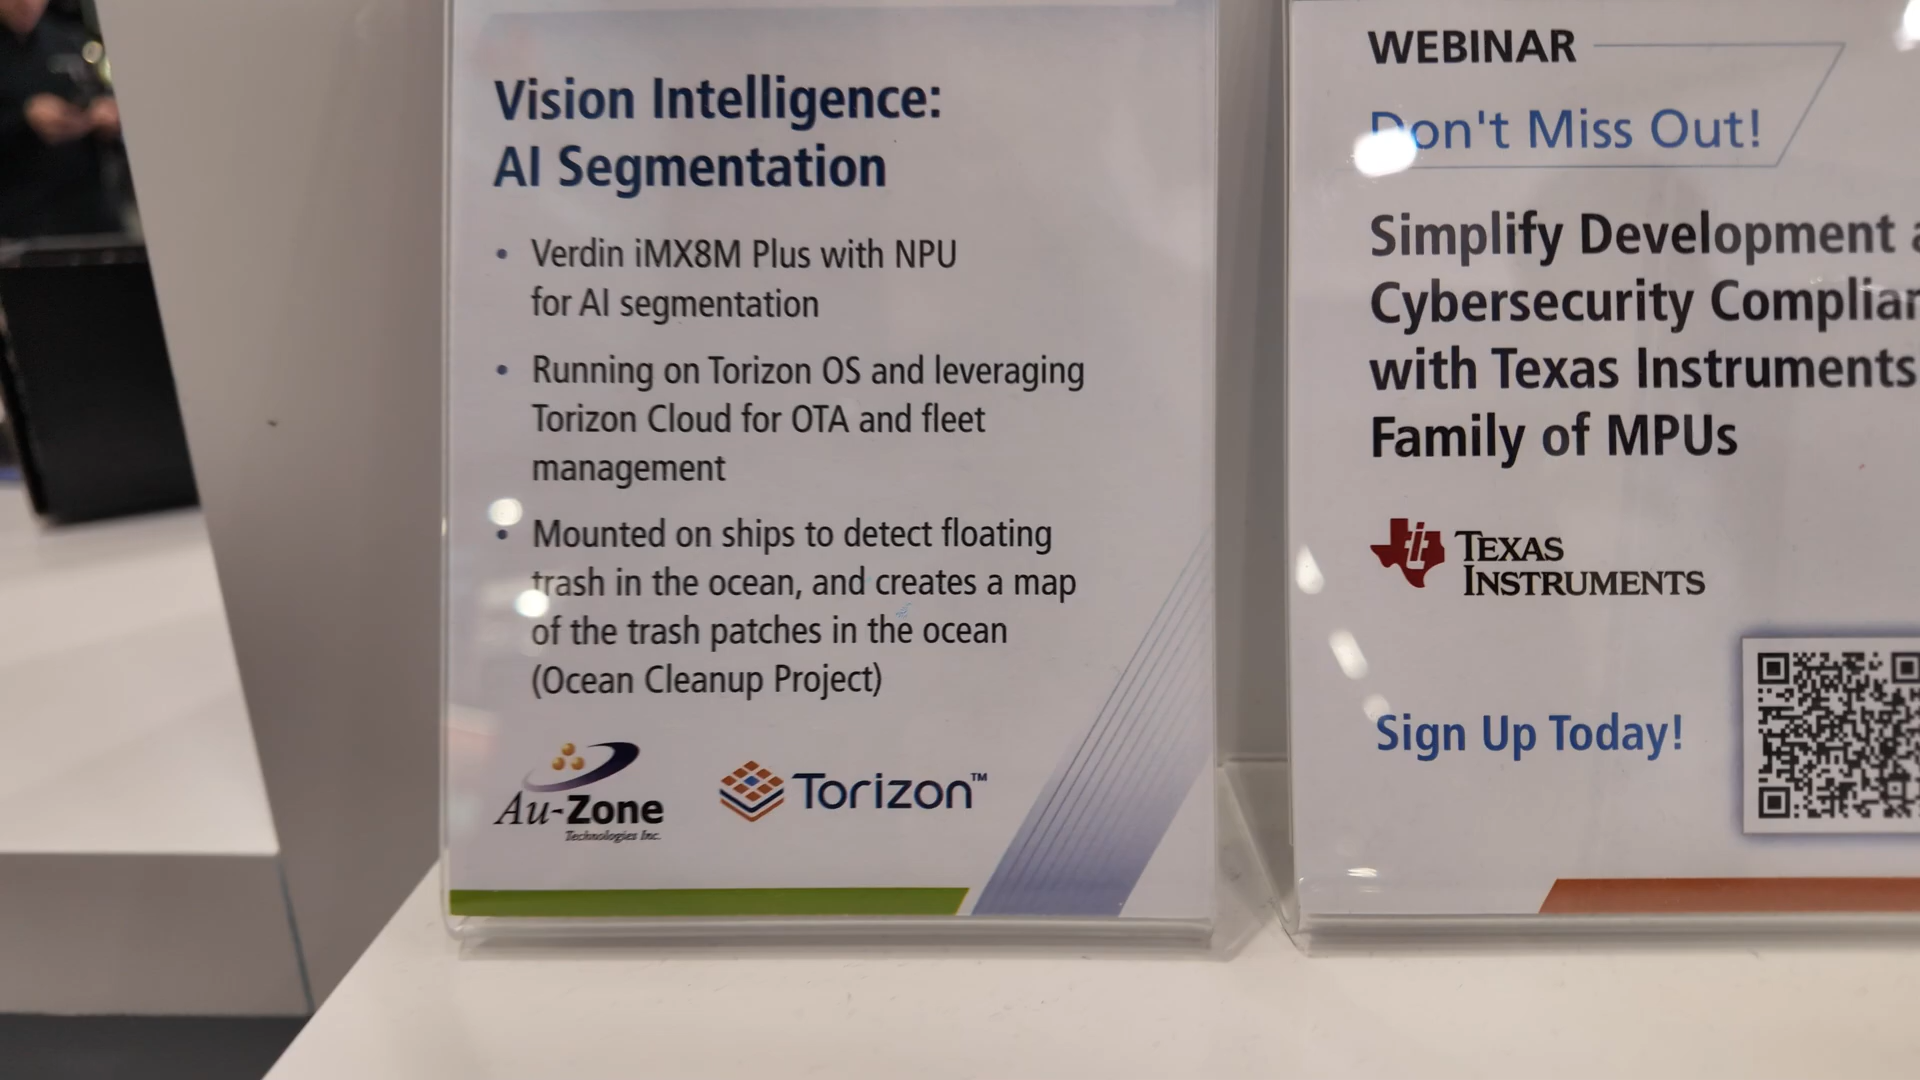 Vision Intelligence:
AI Segmentation
• Verdin iMX8M Plus with NPU
for AI segmentation
• Running on Torizon OS and leveraging
Torizon Cloud for OTA and fleet
management
• Mounted on ships to detect floating
trash in the ocean, and creates a map
of the trash patches in the ocean
(Ocean Cleanup Project)
Au-Zone
Technologies Inc.
Torizon™
WEBINAR
Don't Miss Out!
Simplify Development
Cybersecurity
with Texas Instruments
Family of MPUs
TEXAS
INSTRUMENTS
Sign Up Today!